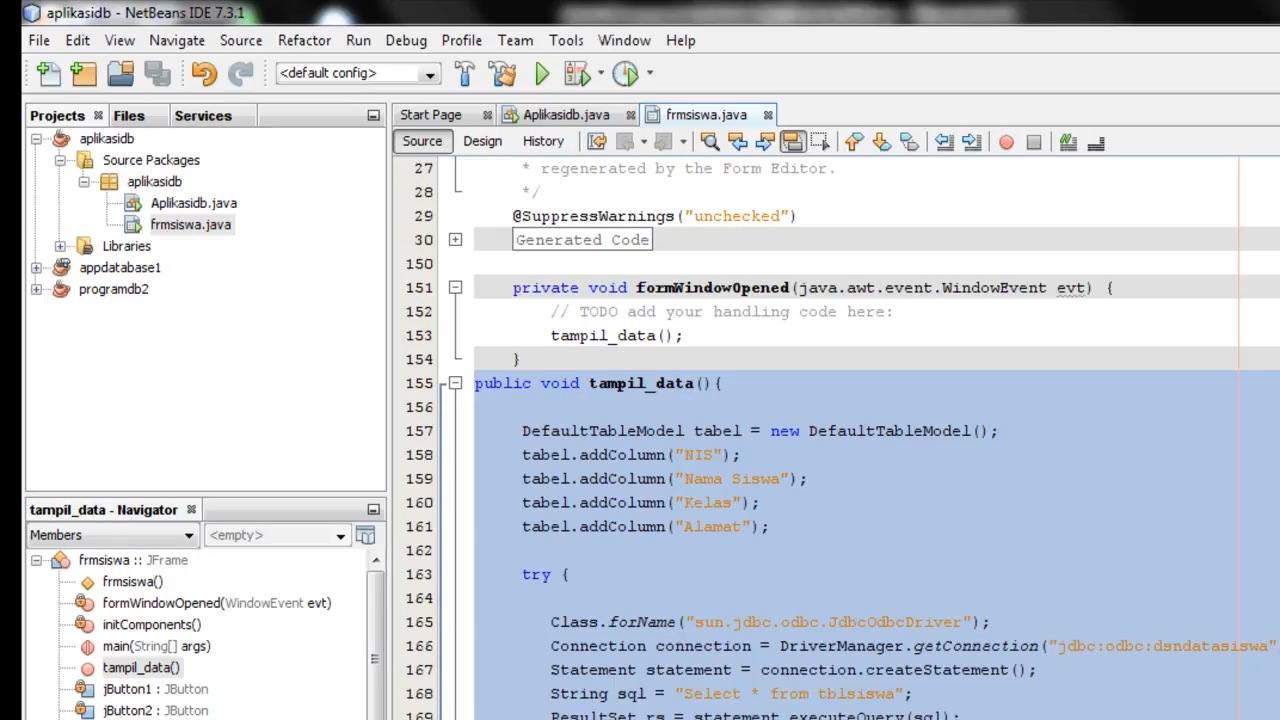 aplikasidb - NetBeans IDE 7.3.1
File Edit View Navigate Source Refactor Run Debug Profile Team Tools Window Help
<default config>
Projects Files Services
aplikasidb
Source Packages
aplikasidb
Aplikasidb.java
frmsiswa.java
Libraries
appdatabase1
programdb2
tampil_data - Navigator
Members <empty>
frmsiswa :: JFrame
frmsiswa()
formWindowOpened(WindowEvent evt)
initComponents()
main(String[] args)
tampil_data()
jButton1 : JButton
jButton2 : JButton
Start Page Aplikasidb.java frmsiswa.java
Source Design History
27 * regenerated by the Form Editor.
28 */
29 @SuppressWarnings("unchecked")
30 Generated Code
150
151 private void formWindowOpened(java.awt.event.WindowEvent evt) {
152 // TODO add your handling code here:
153 tampil_data();
154 }
155 public void tampil_data(){
156
157 DefaultTableModel tabel = new DefaultTableModel();
158 tabel.addColumn("NIS");
159 tabel.addColumn("Nama Siswa");
160 tabel.addColumn("Kelas");
161 tabel.addColumn("Alamat");
162
163 try {
164
165 Class.forName("sun.jdbc.odbc.JdbcOdbcDriver");
166 Connection connection = DriverManager.getConnection("jdbc:odbc:dsndatasiswa"
167 Statement statement = connection.createStatement();
168 String sql = "Select * from tblsiswa";
169 ResultSet rs = statement.executeQuery(sql);